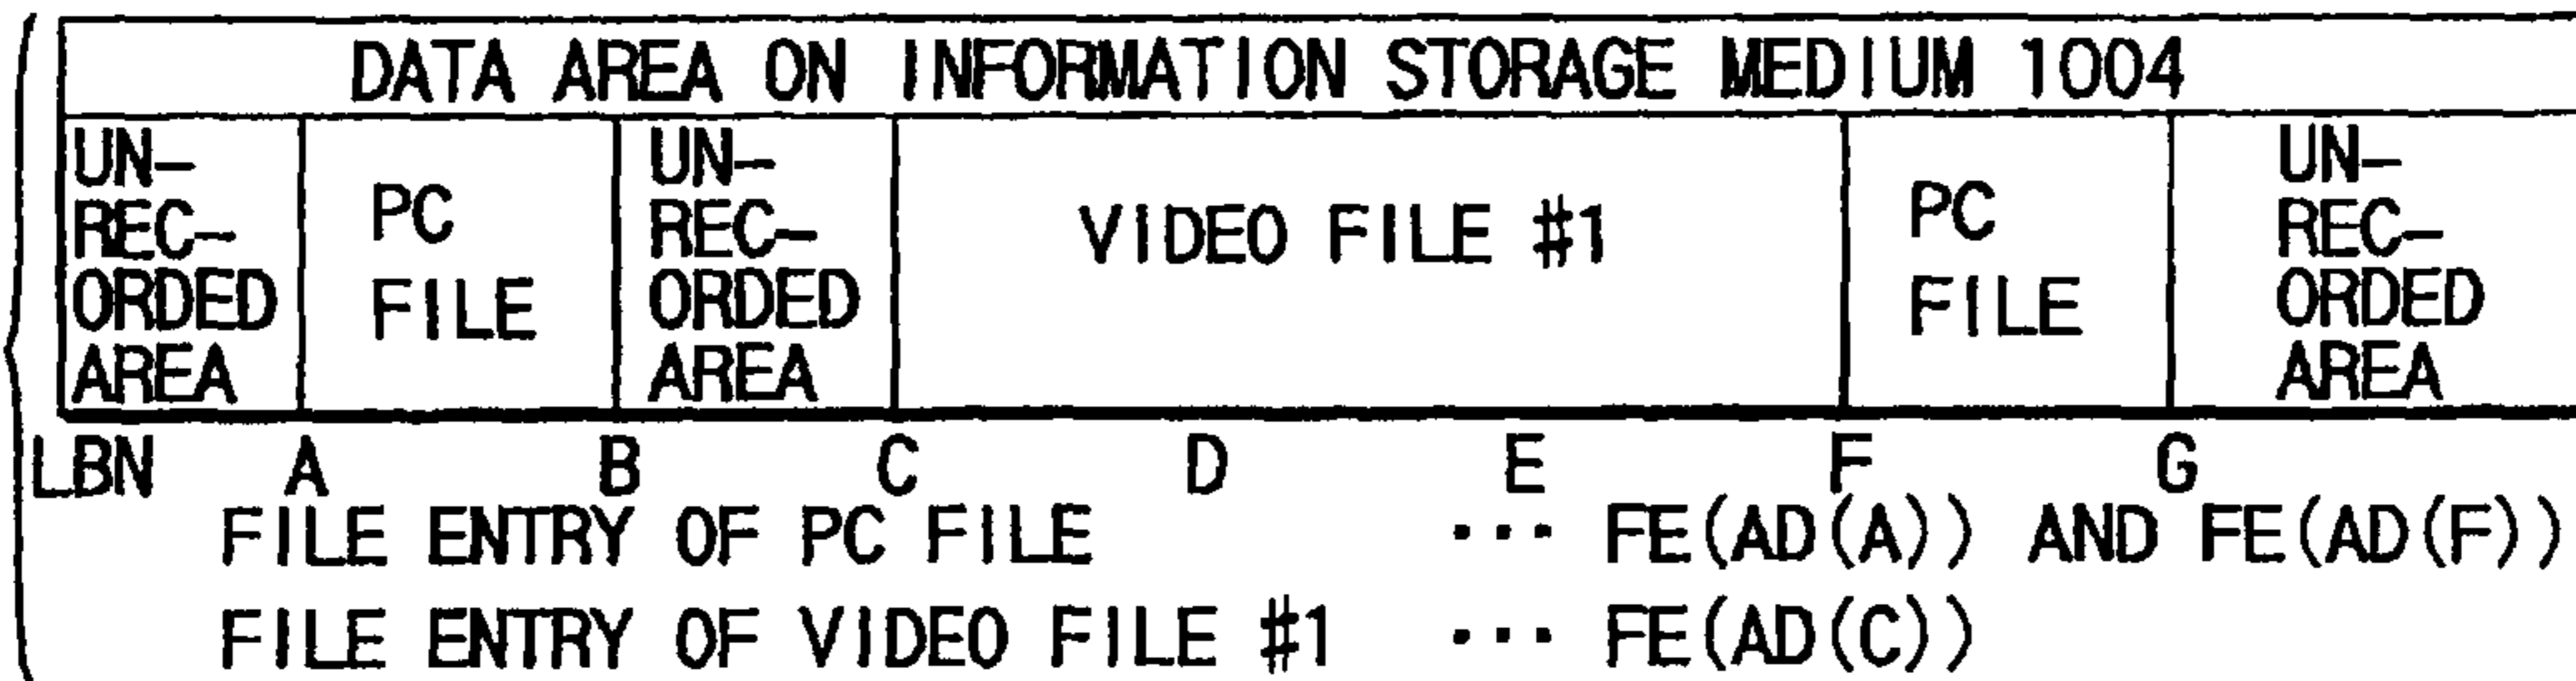 DATA AREA ON INFORMATION STORAGE MEDIUM 1004
UN-
REC-
ORDED
AREA
PC
FILE
UN-
REC-
ORDED
AREA
VIDEO FILE #1
PC
FILE
UN-
REC-
ORDED
AREA
LBN A B C D E F G
FILE ENTRY OF PC FILE ··· FE(AD(A)) AND FE(AD(F))
FILE ENTRY OF VIDEO FILE #1 ··· FE(AD(C))